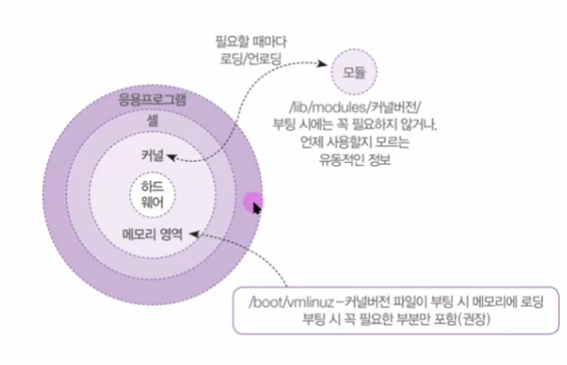 필요할 때마다
로딩/언로딩
모듈
응용프로그램
셸
커널
하드
웨어
메모리 영역
/lib/modules/커널버전/
부팅 시에는 꼭 필요하지 않거나,
언제 사용할지 모르는
유동적인 정보
/boot/vmlinuz-커널버전 파일이 부팅 시 메모리에 로딩
부팅 시 꼭 필요한 부분만 포함(권장)